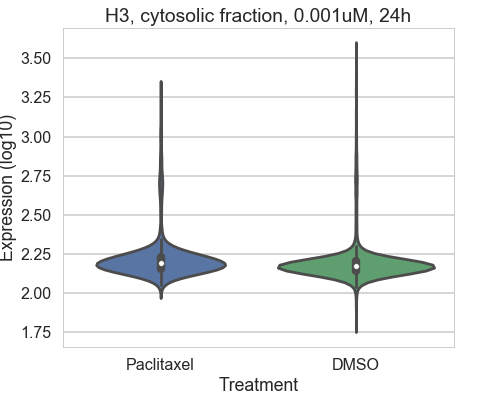 H3, cytosolic fraction, 0.001uM, 24h
Expression (log10)
3.50
3.25
3.00
2.75
2.50
2.25
2.00
1.75
Paclitaxel DMSO
Treatment